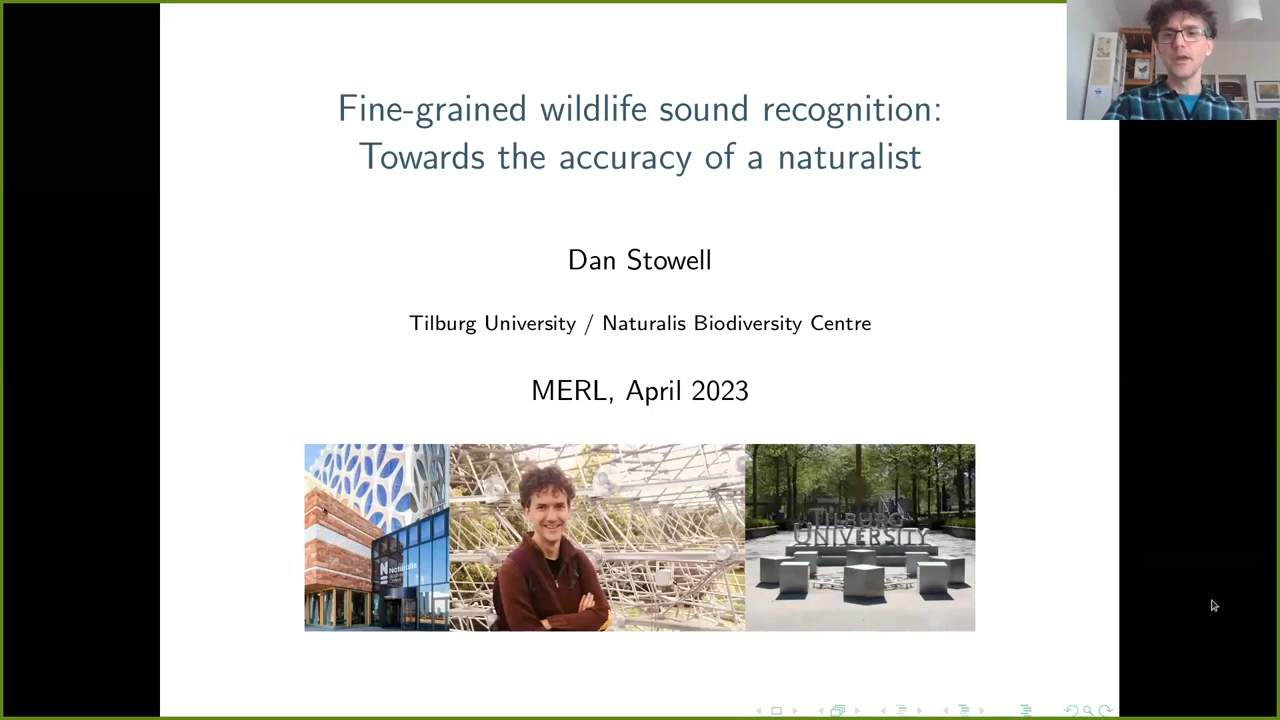 Fine-grained wildlife sound recognition:
Towards the accuracy of a naturalist
Dan Stowell
Tilburg University / Naturalis Biodiversity Centre
MERL, April 2023
Naturalis
TILBURG
UNIVERSITY